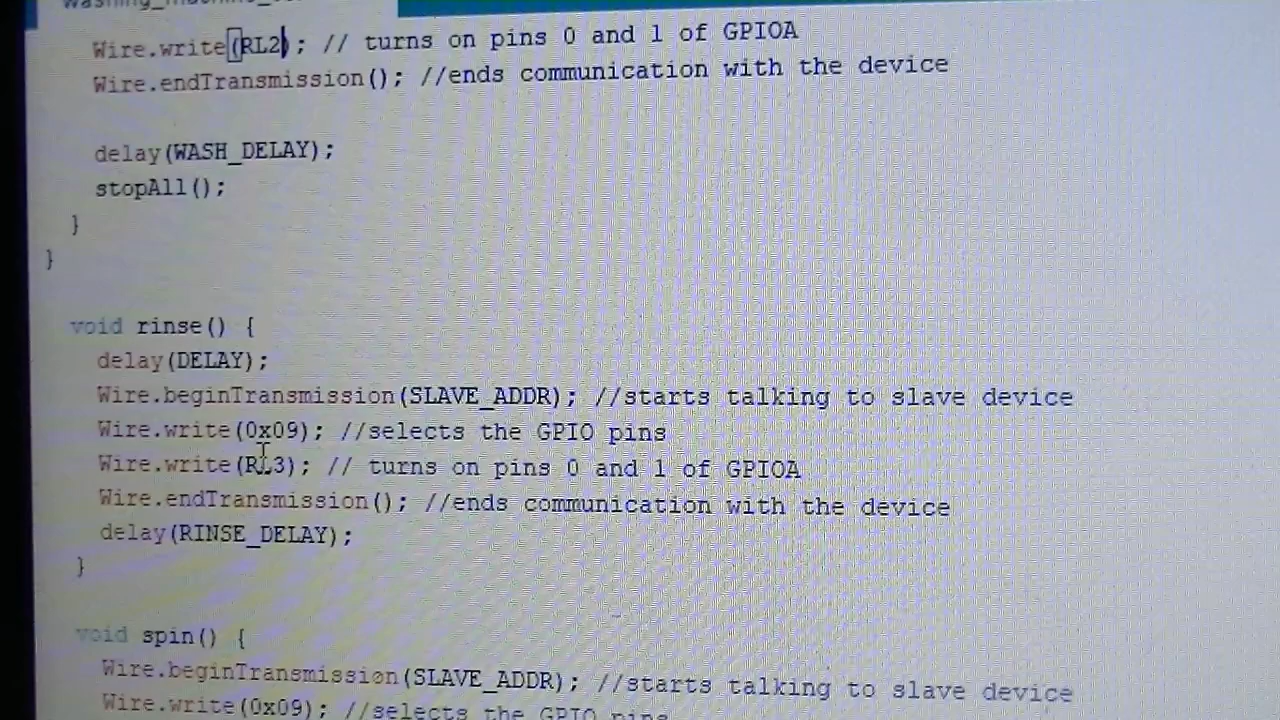 Wire.write(RL2); // turns on pins 0 and 1 of GPIOA
Wire.endTransmission(); //ends communication with the device
delay(WASH_DELAY);
stopAll();
}
}
void rinse() {
delay(DELAY);
Wire.beginTransmission(SLAVE_ADDR); //starts talking to slave device
Wire.write(0x09); //selects the GPIO pins
Wire.write(RL3); // turns on pins 0 and 1 of GPIOA
Wire.endTransmission(); //ends communication with the device
delay(RINSE_DELAY);
}
void spin() {
Wire.beginTransmission(SLAVE_ADDR); //starts talking to slave device
Wire.write(0x09); //selects the GPIO pins